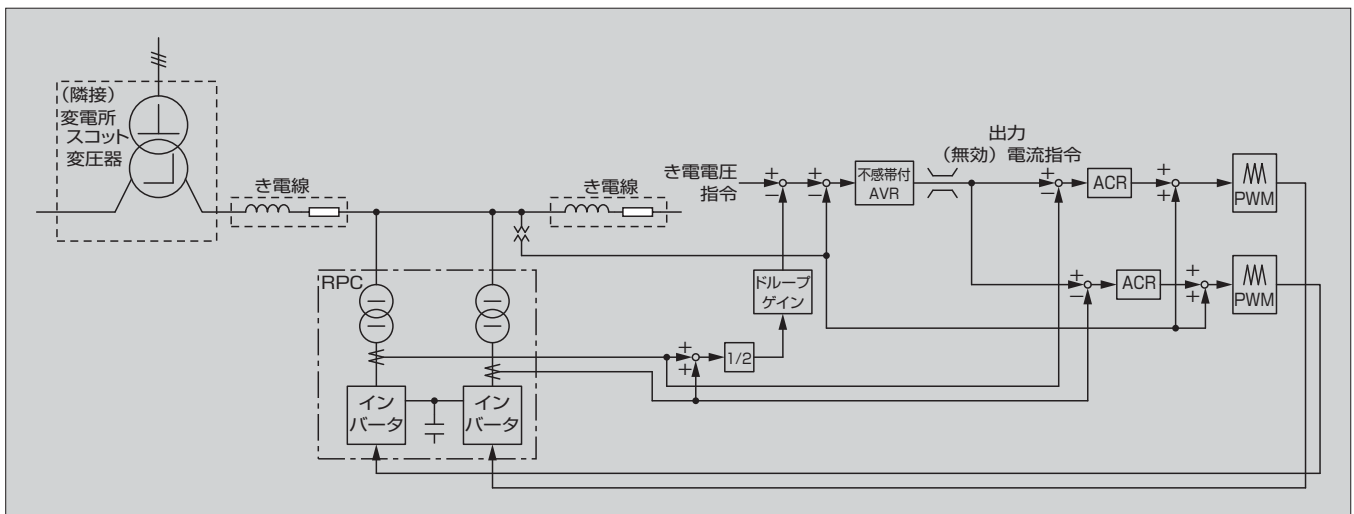 （隣接）
変電所
スコット
変圧器
き電線
き電線
き電電圧
指令
+
−
+
−
不感帯付
AVR
出力
（無効）電流指令
+
−
ACR
+
+
PWM
RPC
ドループ
ゲイン
+
−
ACR
+
+
PWM
+
+
1/2
イン
バータ
イン
バータ